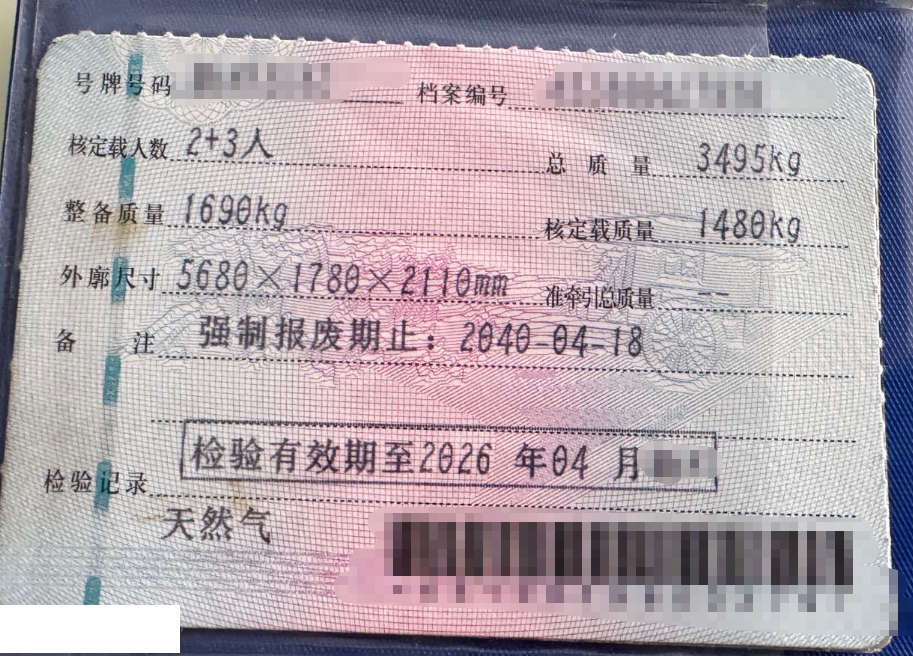 号牌号码 档案编号
核定载人数 2+3人 总质量 3495kg
整备质量 1690kg 核定载质量 1480kg
外廓尺寸 5680×1780×2110mm 准牵引总质量 --
备注 强制报废期止：2040-04-18
检验记录 检验有效期至2026年04月
天然气